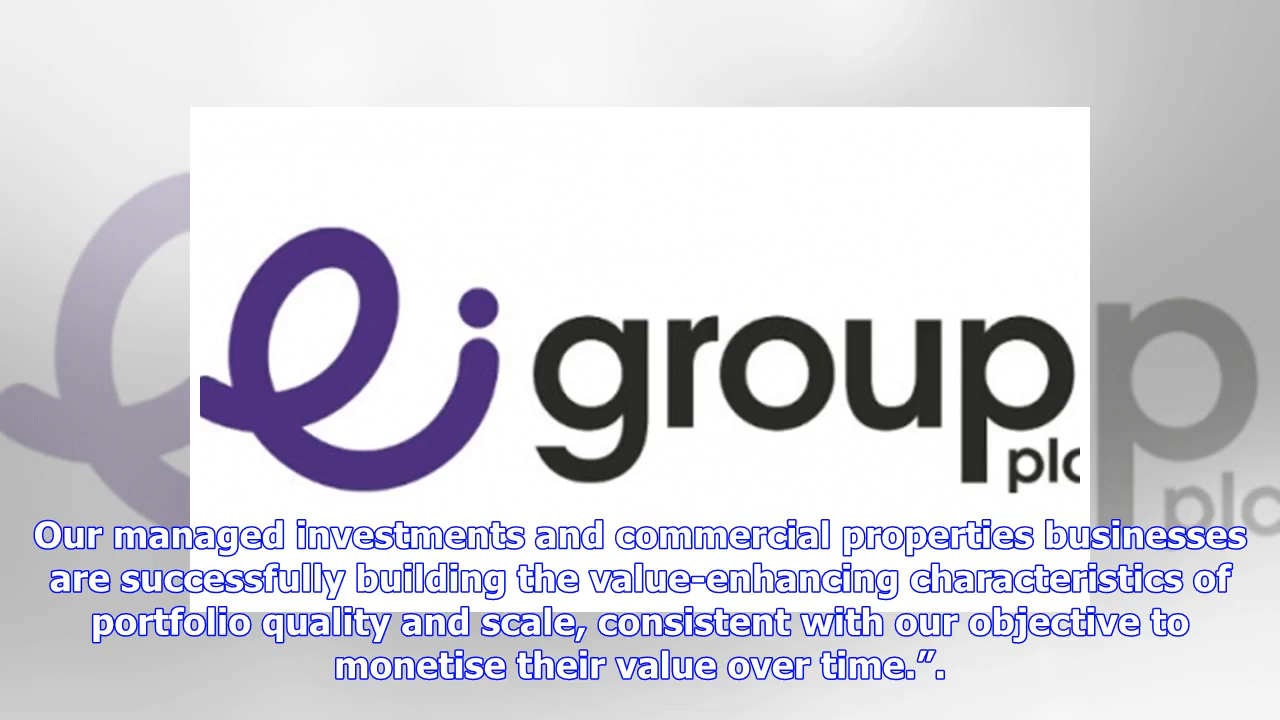 ei group
plc
p
plc
Our managed investments and commercial properties businesses
are successfully building the value-enhancing characteristics of
portfolio quality and scale, consistent with our objective to
monetise their value over time.”.